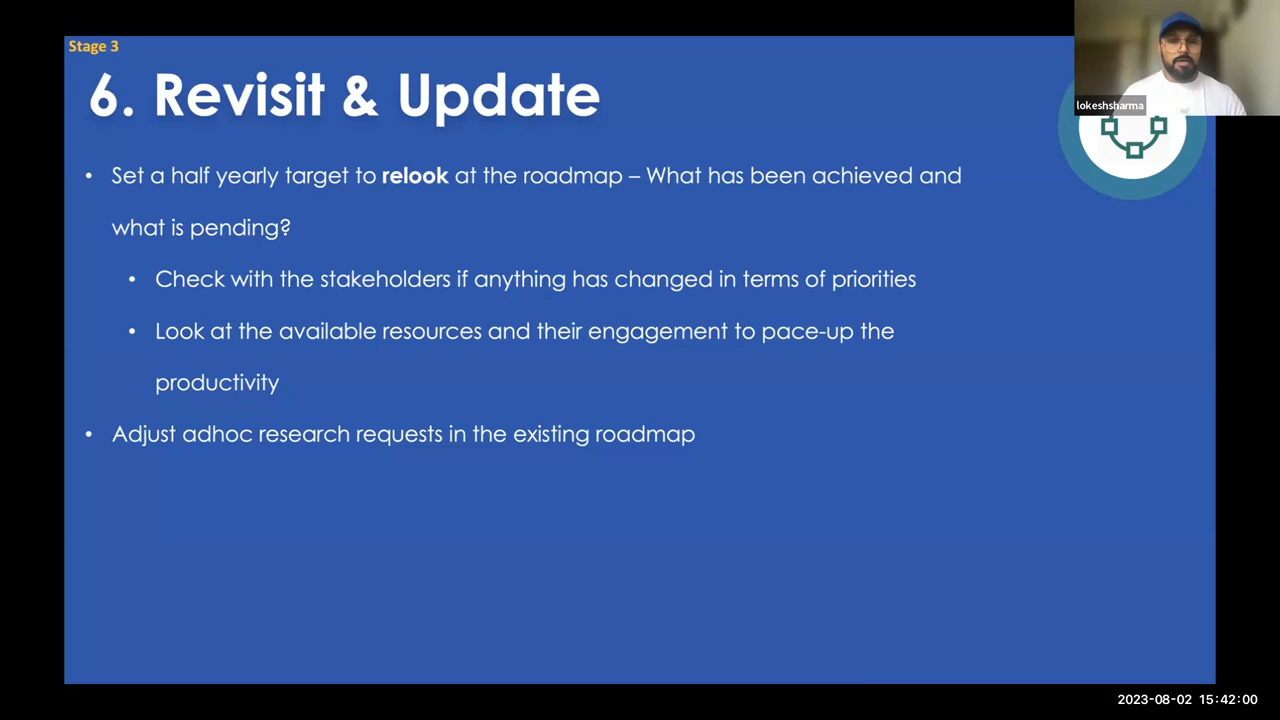 Stage 3
6. Revisit & Update
lokeshsharma
• Set a half yearly target to relook at the roadmap – What has been achieved and
what is pending?
• Check with the stakeholders if anything has changed in terms of priorities
• Look at the available resources and their engagement to pace-up the
productivity
• Adjust adhoc research requests in the existing roadmap
2023-08-02 15:42:00